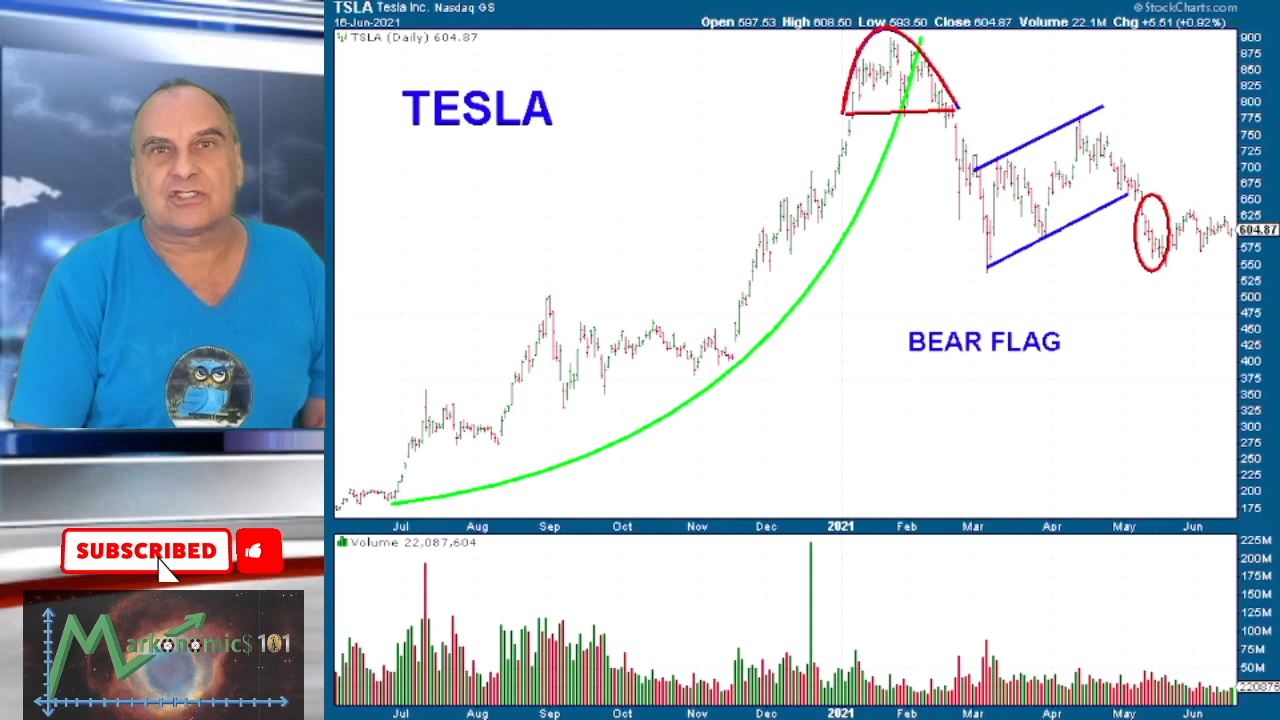 TSLA Tesla Inc. Nasdaq GS
© StockCharts.com
16-Jun-2021
Open 597.53 High 608.50 Low 593.50 Close 604.87 Volume 22.1M Chg +5.51 (+0.92%)
TSLA (Daily) 604.87
TESLA
BEAR FLAG
900
875
850
825
800
775
750
725
700
675
650
625
604.87
575
550
525
500
475
450
425
400
375
350
325
300
275
250
225
200
175
Jul Aug Sep Oct Nov Dec 2021 Feb Mar Apr May Jun
Volume 22,087,604
225M
200M
175M
150M
125M
100M
75M
50M
220876
Jul Aug Sep Oct Nov Dec 2021 Feb Mar Apr May Jun
SUBSCRIBED
Markonomic$ 101